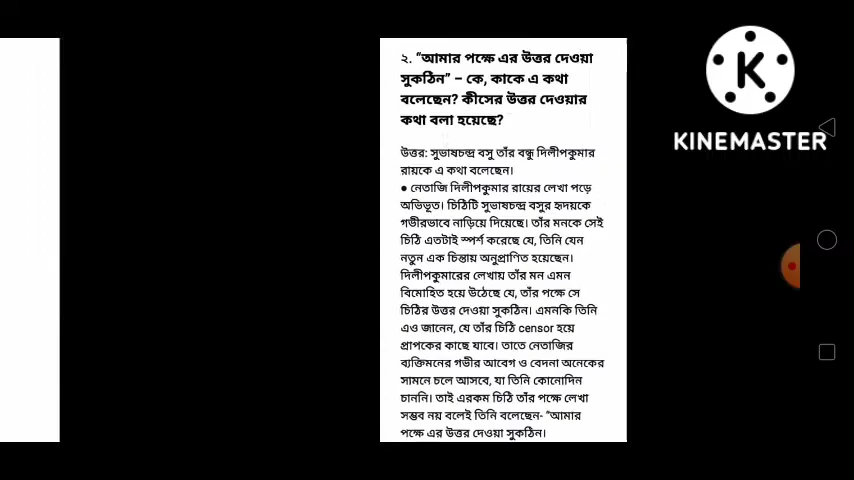 ২. “আমার পক্ষে এর উত্তর দেওয়া
সুকঠিন” – কে, কাকে এ কথা
বলেছেন? কীসের উত্তর দেওয়ার
কথা বলা হয়েছে?
উত্তর: সুভাষচন্দ্র বসু তাঁর বন্ধু দিলীপকুমার
রায়কে এ কথা বলেছেন।
● নেতাজি দিলীপকুমার রায়ের লেখা পড়ে
অভিভূত। চিঠিটি সুভাষচন্দ্র বসুর হৃদয়কে
গভীরভাবে নাড়িয়ে দিয়েছে। তাঁর মনকে সেই
চিঠি এতটাই স্পর্শ করেছে যে, তিনি যেন
নতুন এক চিন্তায় অনুপ্রাণিত হয়েছেন।
দিলীপকুমারের লেখায় তাঁর মন এমন
বিমোহিত হয়ে উঠেছে যে, তাঁর পক্ষে সে
চিঠির উত্তর দেওয়া সুকঠিন। এমনকি তিনি
এও জানেন, যে তাঁর চিঠি censor হয়ে
প্রাপকের কাছে যাবে। তাতে নেতাজির
ব্যক্তিমনের গভীর আবেগ ও বেদনা অনেকের
সামনে চলে আসবে, যা তিনি কোনোদিন
চাননি। তাই এরকম চিঠি তাঁর পক্ষে লেখা
সম্ভব নয় বলেই তিনি বলেছেন- “আমার
পক্ষে এর উত্তর দেওয়া সুকঠিন।
K
KINEMASTER